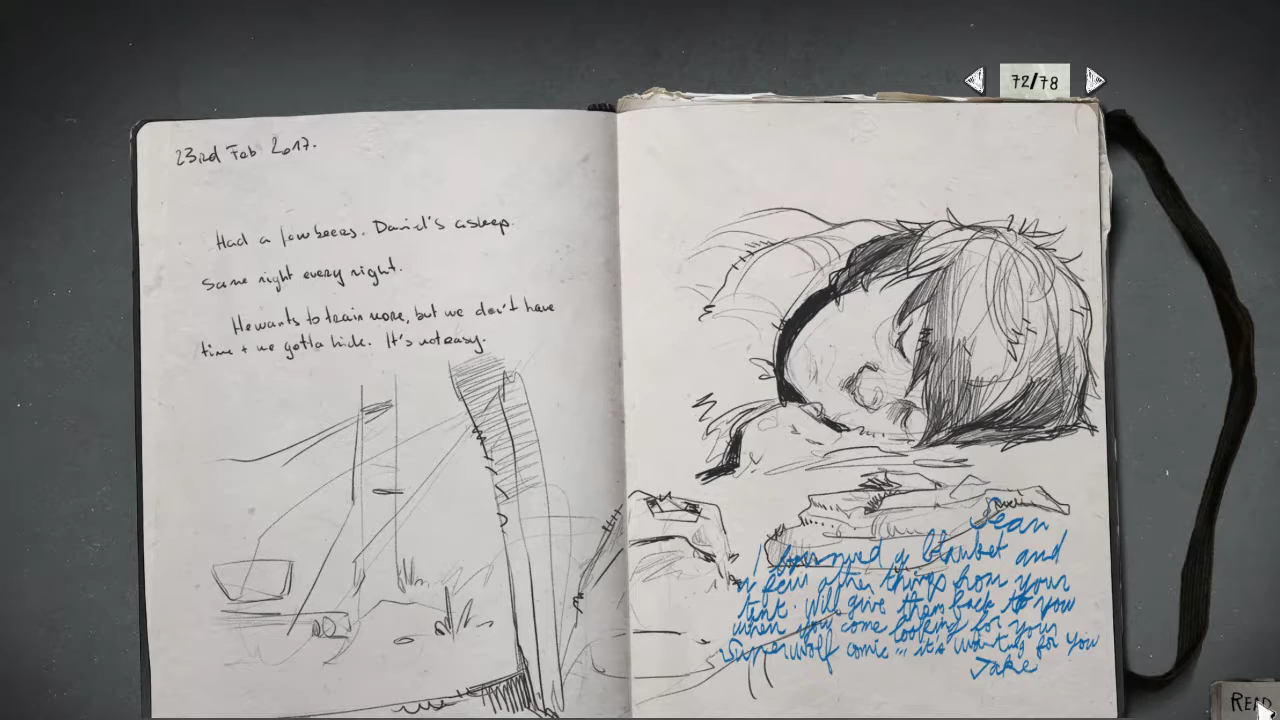 72/78
23rd Feb 2017.
Had a few beers. Daniel's asleep.
Same night every night.
He wants to train more, but we don't have
time + we gotta hide. It's not easy.
Sean
I borrowed a blanket and
a few other things from your
tent. Will give them back to you
when you come looking for your
Superwolf comic... it's waiting for you
Jake
READ